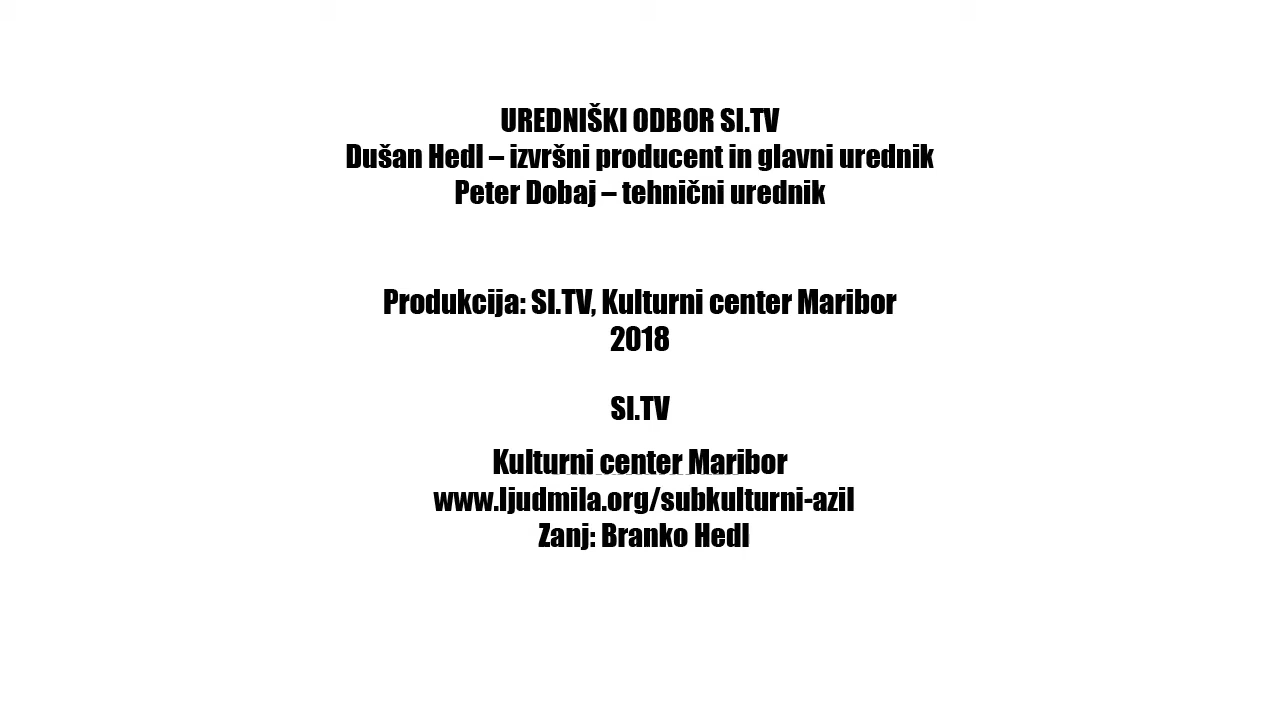 UREDNIŠKI ODBOR SI.TV
Dušan Hedl – izvršni producent in glavni urednik
Peter Dobaj – tehnični urednik
Produkcija: SI.TV, Kulturni center Maribor
2018
SI.TV
Kulturni center Maribor
www.ljudmila.org/subkulturni-azil
Zanj: Branko Hedl